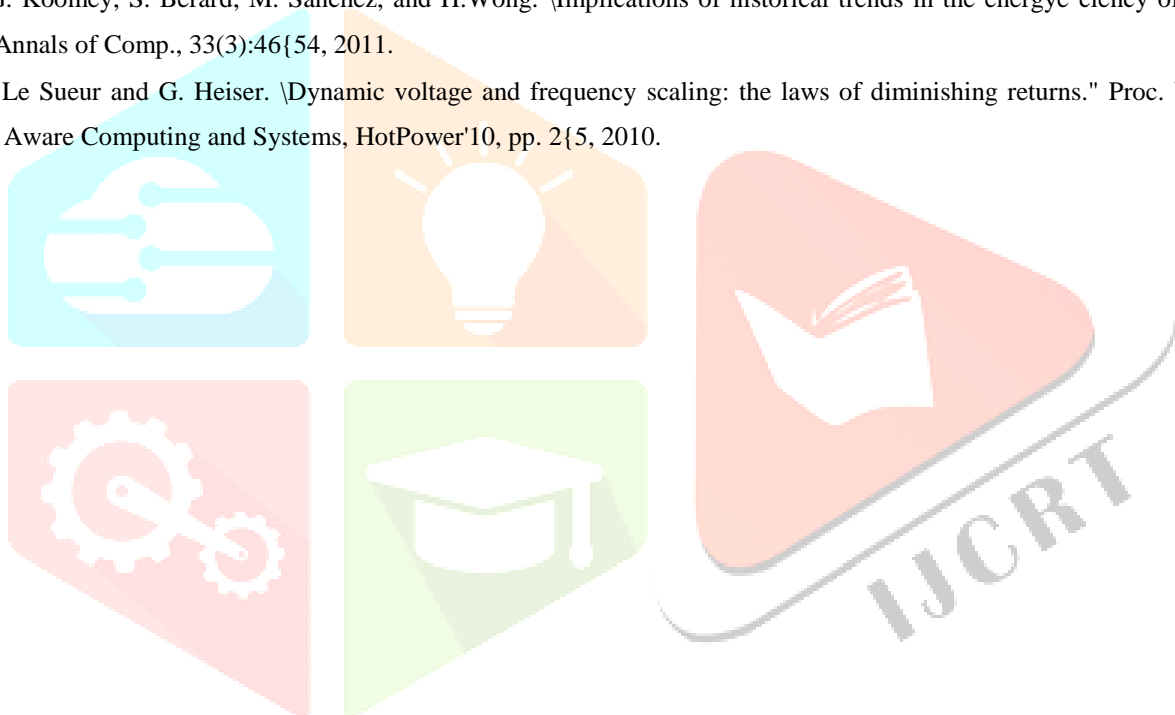 J. Koomey, S. Berard, M. Sanchez, and H.Wong. \Implications of historical trends in the energye ciency of
Annals of Comp., 33(3):46{54, 2011.
Le Sueur and G. Heiser. \Dynamic voltage and frequency scaling: the laws of diminishing returns." Proc.
Aware Computing and Systems, HotPower'10, pp. 2{5, 2010.
IJCRT